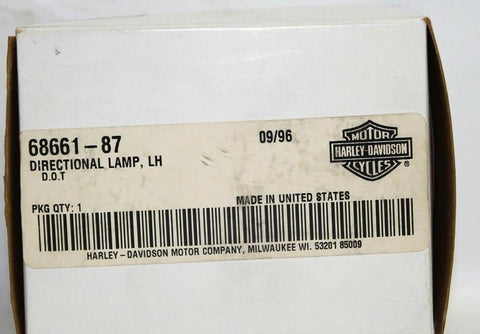 68661-87
09/96
DIRECTIONAL LAMP, LH
D.O.T
MOTOR
HARLEY-DAVIDSON
CYCLES
®
PKG QTY: 1
MADE IN UNITED STATES
HARLEY-DAVIDSON MOTOR COMPANY, MILWAUKEE WI. 53201 85009